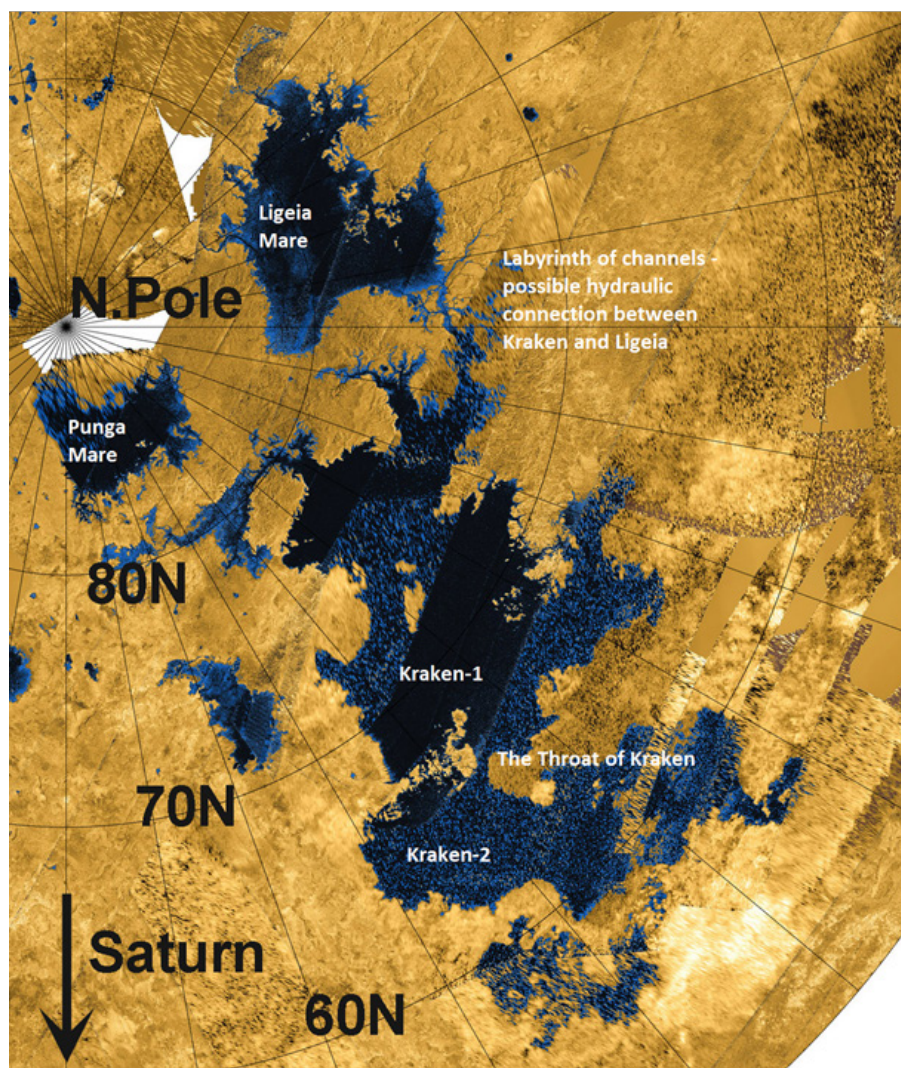 Ligeia
Mare
N.Pole
Labyrinth of channels -
possible hydraulic
connection between
Kraken and Ligeia
Punga
Mare
80N
Kraken-1
The Throat of Kraken
70N
Kraken-2
Saturn
60N